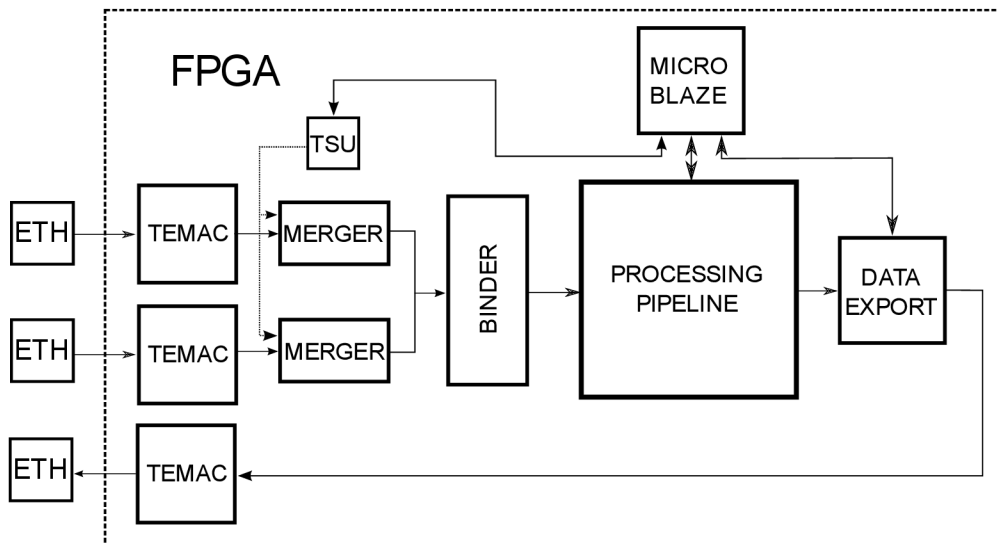 FPGA
MICRO
BLAZE
TSU
ETH
TEMAC
MERGER
BINDER
PROCESSING
PIPELINE
DATA
EXPORT
ETH
TEMAC
MERGER
ETH
TEMAC